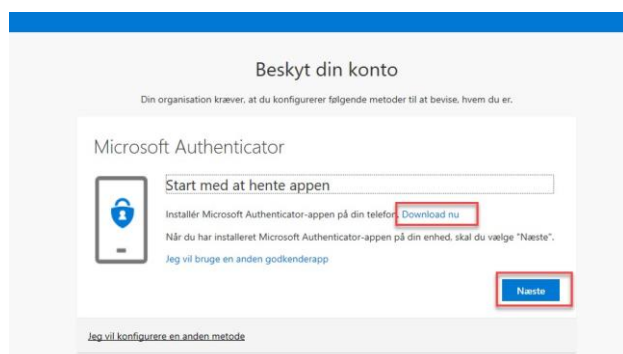 Beskyt din konto
Din organisation kræver, at du konfigurerer følgende metoder til at bevise, hvem du er.
Microsoft Authenticator
Start med at hente appen
Installér Microsoft Authenticator-appen på din telefon. Download nu
Når du har installeret Microsoft Authenticator-appen på din enhed, skal du vælge "Næste".
Jeg vil bruge en anden godkenderapp
Næste
Jeg vil konfigurere en anden metode